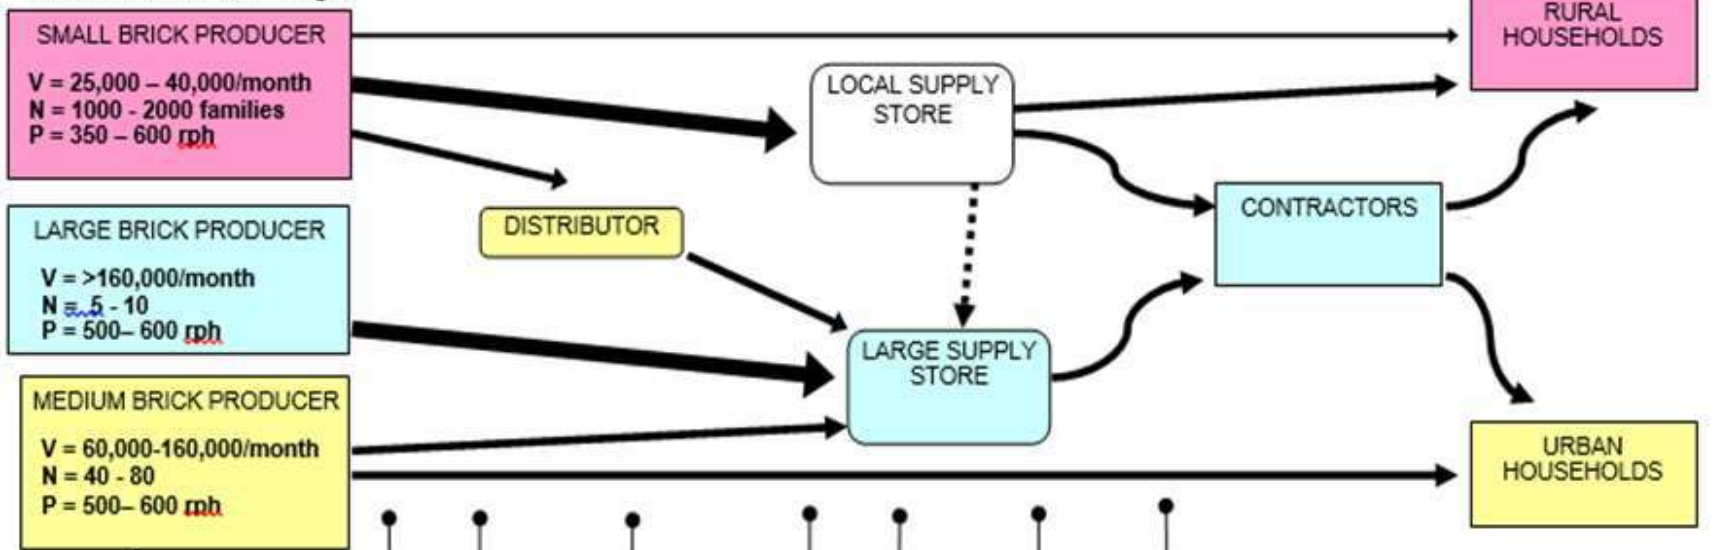 SMALL BRICK PRODUCER
V = 25,000 – 40,000/month
N = 1000 - 2000 families
P = 350 – 600 rph
LARGE BRICK PRODUCER
V = >160,000/month
N = 5 - 10
P = 500– 600 rph
MEDIUM BRICK PRODUCER
V = 60,000-160,000/month
N = 40 - 80
P = 500– 600 rph
DISTRIBUTOR
LOCAL SUPPLY
STORE
LARGE SUPPLY
STORE
CONTRACTORS
RURAL
HOUSEHOLDS
URBAN
HOUSEHOLDS